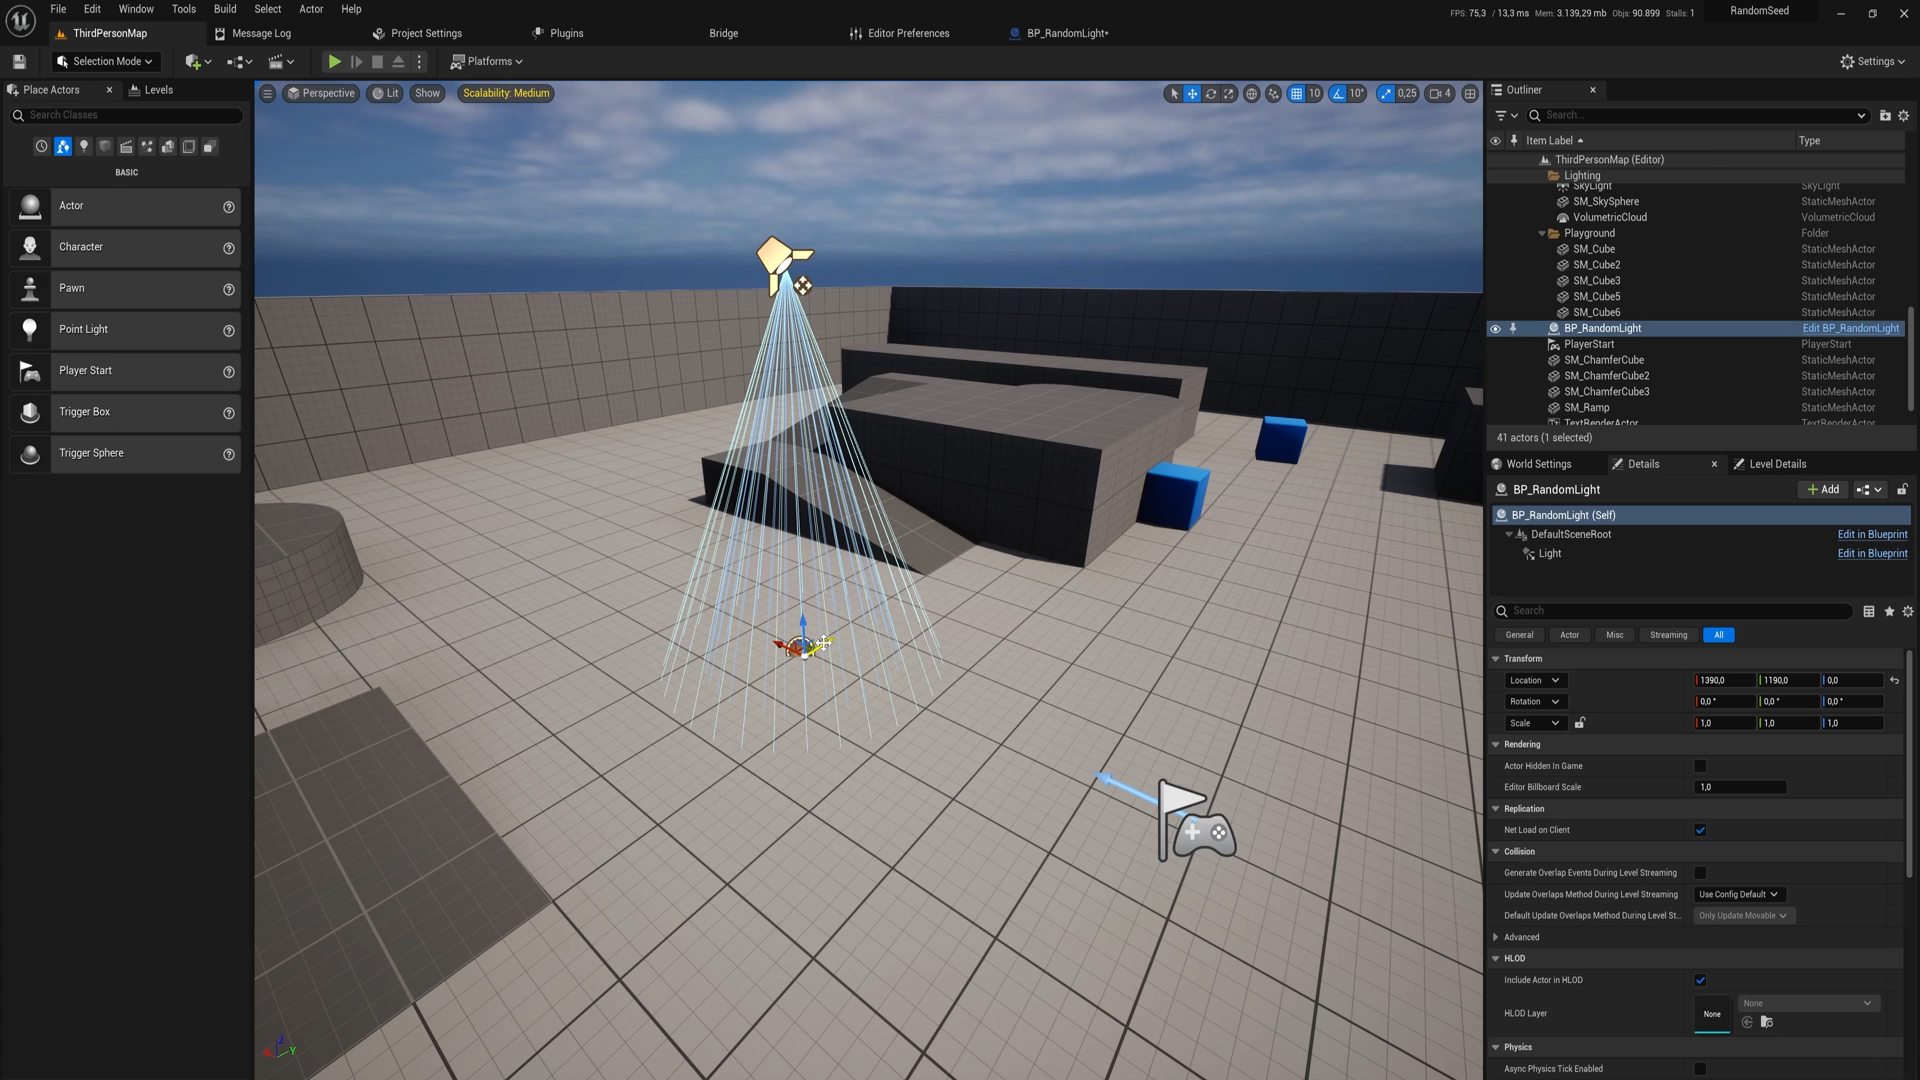 File Edit Window Tools Build Select Actor Help
FPS: 75,3 / 13,3 ms Mem: 3.139,29 mb Objs: 90.899 Stalls: 1
RandomSeed
ThirdPersonMap
Message Log
Project Settings
Plugins
Bridge
Editor Preferences
BP_RandomLight*
Selection Mode
Platforms
Settings
Place Actors
Levels
Search Classes
BASIC
Actor
Character
Pawn
Point Light
Player Start
Trigger Box
Trigger Sphere
Perspective
Lit
Show
Scalability: Medium
10
10°
0,25
4
Z
Y
Outliner
Search...
Item Label Type
ThirdPersonMap (Editor)
Lighting
SkyLight SkyLight
SM_SkySphere StaticMeshActor
VolumetricCloud VolumetricCloud
Playground Folder
SM_Cube StaticMeshActor
SM_Cube2 StaticMeshActor
SM_Cube3 StaticMeshActor
SM_Cube5 StaticMeshActor
SM_Cube6 StaticMeshActor
BP_RandomLight Edit BP_RandomLight
PlayerStart PlayerStart
SM_ChamferCube StaticMeshActor
SM_ChamferCube2 StaticMeshActor
SM_ChamferCube3 StaticMeshActor
SM_Ramp StaticMeshActor
TextRenderActor TextRenderActor
41 actors (1 selected)
World Settings
Details
Level Details
BP_RandomLight
Add
BP_RandomLight (Self)
DefaultSceneRoot Edit in Blueprint
Light Edit in Blueprint
Search
General Actor Misc Streaming All
Transform
Location 1390,0 1190,0 0,0
Rotation 0,0 ° 0,0 ° 0,0 °
Scale 1,0 1,0 1,0
Rendering
Actor Hidden In Game
Editor Billboard Scale 1,0
Replication
Net Load on Client
Collision
Generate Overlap Events During Level Streaming
Update Overlaps Method During Level Streaming Use Config Default
Default Update Overlaps Method During Level St... Only Update Movable
Advanced
HLOD
Include Actor in HLOD
HLOD Layer None None
Physics
Async Physics Tick Enabled